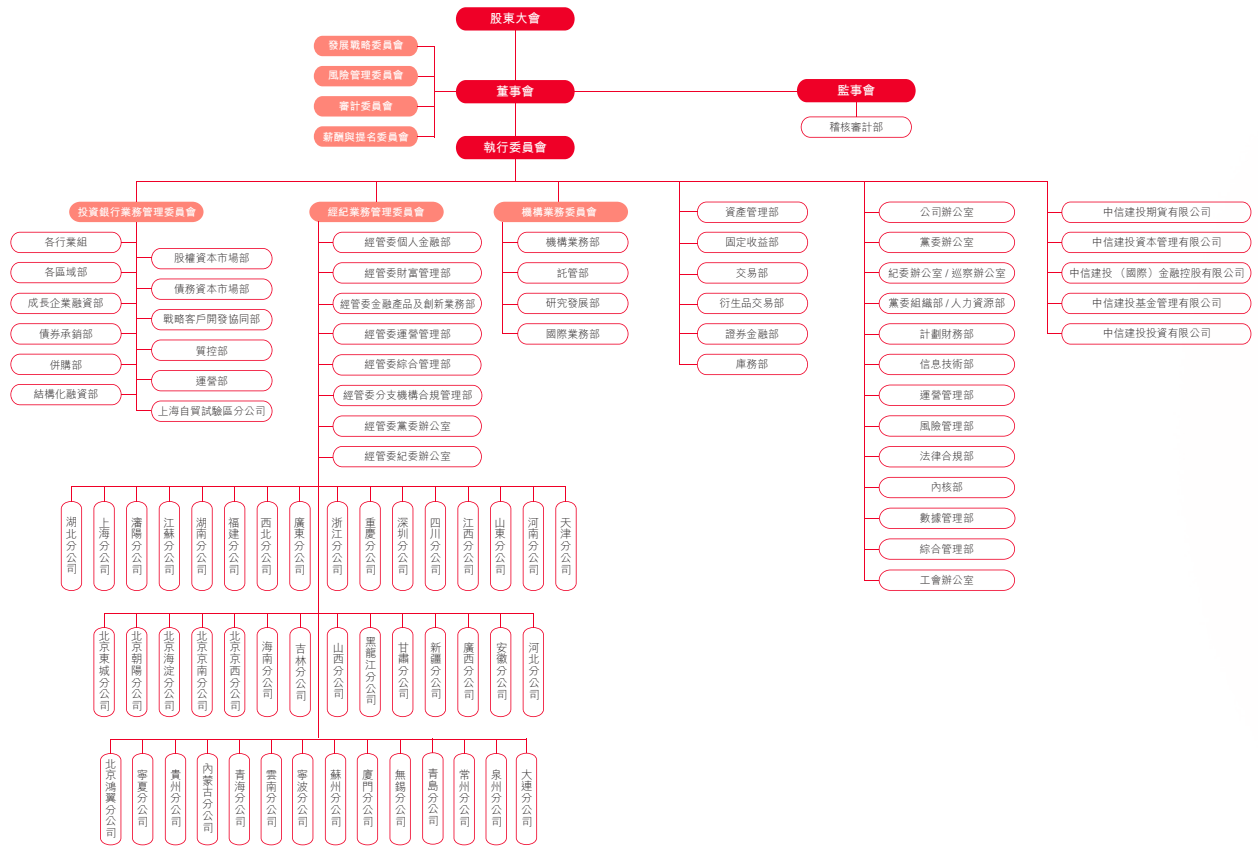 股東大會
發展戰略委員會
風險管理委員會
審計委員會
薪酬與提名委員會
董事會
監事會
稽核審計部
執行委員會
投資銀行業務管理委員會
各行業組
各區域部
成長企業融資部
債券承銷部
併購部
結構化融資部
股權資本市場部
債務資本市場部
戰略客戶開發協同部
質控部
運營部
上海自貿試驗區分公司
經紀業務管理委員會
經管委個人金融部
經管委財富管理部
經管委金融產品及創新業務部
經管委運營管理部
經管委綜合管理部
經管委分支機構合規管理部
經管委黨委辦公室
經管委紀委辦公室
機構業務委員會
機構業務部
託管部
研究發展部
國際業務部
資產管理部
固定收益部
交易部
衍生品交易部
證券金融部
庫務部
公司辦公室
黨委辦公室
紀委辦公室 / 巡察辦公室
黨委組織部 / 人力資源部
計劃財務部
信息技術部
運營管理部
風險管理部
法律合規部
內核部
數據管理部
綜合管理部
工會辦公室
中信建投期貨有限公司
中信建投資本管理有限公司
中信建投（國際）金融控股有限公司
中信建投基金管理有限公司
中信建投投資有限公司
湖北分公司
上海分公司
瀋陽分公司
江蘇分公司
湖南分公司
福建分公司
西北分公司
廣東分公司
浙江分公司
重慶分公司
深圳分公司
四川分公司
江西分公司
山東分公司
河南分公司
天津分公司
北京東城分公司
北京朝陽分公司
北京海淀分公司
北京京南分公司
北京京西分公司
海南分公司
吉林分公司
山西分公司
黑龍江分公司
甘肅分公司
新疆分公司
廣西分公司
安徽分公司
河北分公司
北京鴻翼分公司
寧夏分公司
貴州分公司
內蒙古分公司
青海分公司
雲南分公司
寧波分公司
蘇州分公司
廈門分公司
無錫分公司
青島分公司
常州分公司
泉州分公司
大連分公司